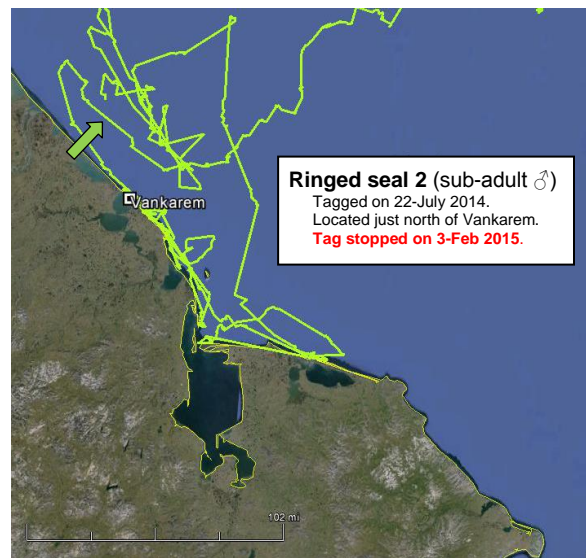 Vankarem
Ringed seal 2 (sub-adult ♂)
Tagged on 22-July 2014.
Located just north of Vankarem.
Tag stopped on 3-Feb 2015.
102 mi